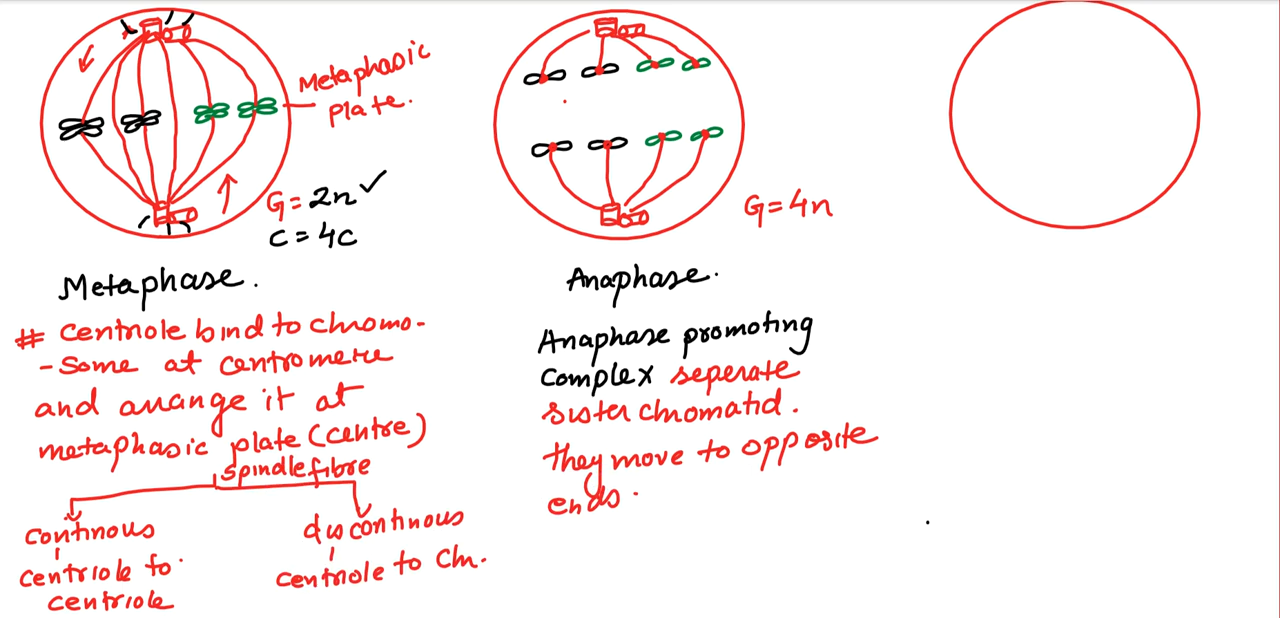 Metaphasic
plate.
G = 2n ✓
C = 4C
G = 4n
Metaphase.
# Centriole bind to chromo-
- Some at centromere
and arrange it at
metaphasic plate (centre)
spindle fibre
continous
discontinous
centriole to
centriole
centriole to Chr.
Anaphase.
Anaphase promoting
Complex seperate
sister chromatid.
they move to opposite
ends.